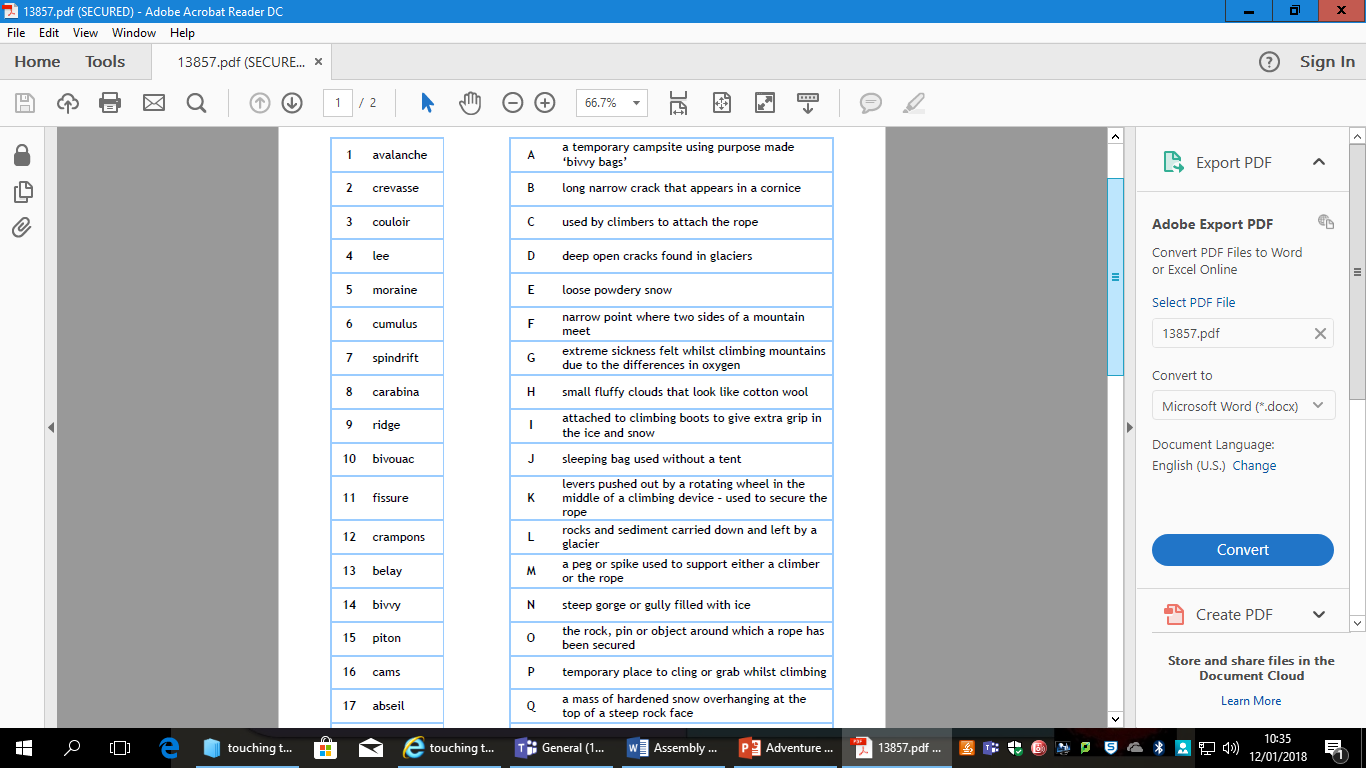 13857.pdf (SECURED) - Adobe Acrobat Reader DC
File Edit View Window Help
Home Tools 13857.pdf (SECURE... × Sign In
1 / 2 66.7%
1 avalanche
2 crevasse
3 couloir
4 lee
5 moraine
6 cumulus
7 spindrift
8 carabina
9 ridge
10 bivouac
11 fissure
12 crampons
13 belay
14 bivvy
15 piton
16 cams
17 abseil
A a temporary campsite using purpose made
‘bivvy bags’
B long narrow crack that appears in a cornice
C used by climbers to attach the rope
D deep open cracks found in glaciers
E loose powdery snow
F narrow point where two sides of a mountain
meet
G extreme sickness felt whilst climbing mountains
due to the differences in oxygen
H small fluffy clouds that look like cotton wool
I attached to climbing boots to give extra grip in
the ice and snow
J sleeping bag used without a tent
K levers pushed out by a rotating wheel in the
middle of a climbing device – used to secure the
rope
L rocks and sediment carried down and left by a
glacier
M a peg or spike used to support either a climber
or the rope
N steep gorge or gully filled with ice
O the rock, pin or object around which a rope has
been secured
P temporary place to cling or grab whilst climbing
Q a mass of hardened snow overhanging at the
top of a steep rock face
Export PDF
Adobe Export PDF
Convert PDF Files to Word
or Excel Online
Select PDF File
13857.pdf
Convert to
Microsoft Word (*.docx)
Document Language:
English (U.S.) Change
Convert
Create PDF
Store and share files in the
Document Cloud
Learn More
touching t... touching t... General (1... Assembly ... Adventure ... 13857.pdf ...
10:35
12/01/2018
1